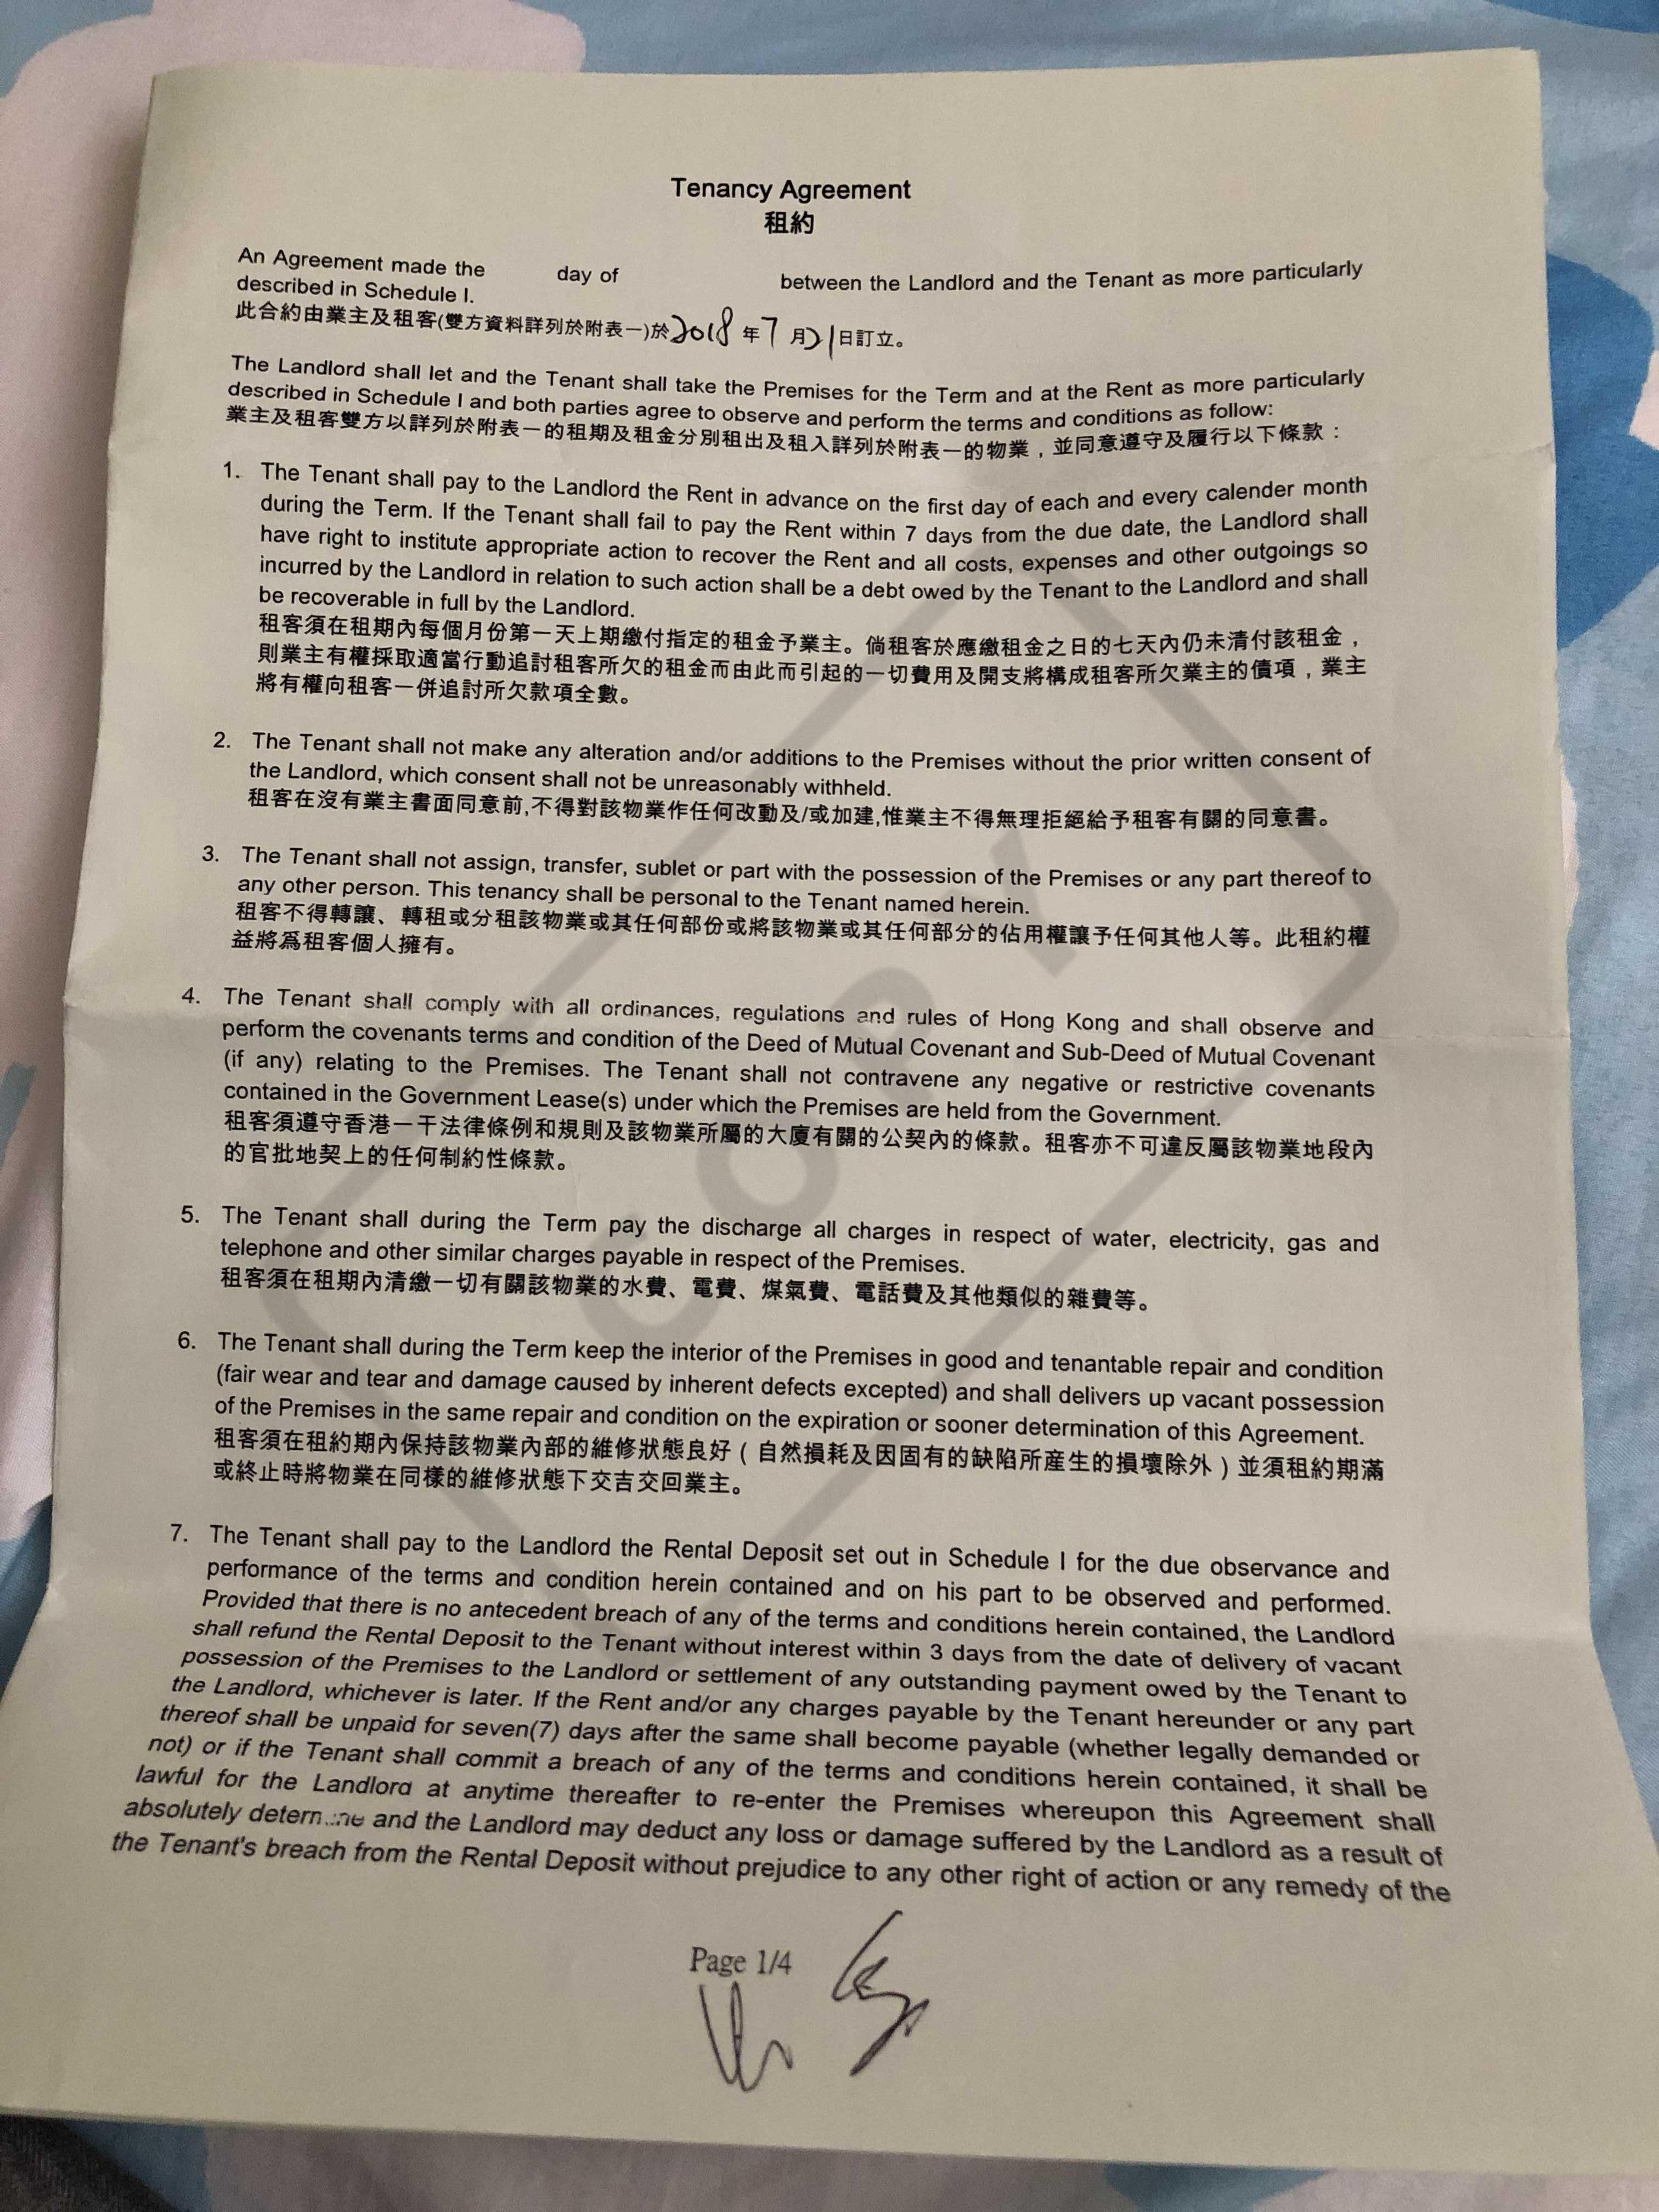 Tenancy Agreement
租約
An Agreement made the day of between the Landlord and the Tenant as more particularly
described in Schedule I.
此合約由業主及租客(雙方資料詳列於附表一)於2018年7月21日訂立。
The Landlord shall let and the Tenant shall take the Premises for the Term and at the Rent as more particularly
described in Schedule I and both parties agree to observe and perform the terms and conditions as follow:
業主及租客雙方以詳列於附表一的租期及租金分別租出及租入詳列於附表一的物業，並同意遵守及履行以下條款：
1. The Tenant shall pay to the Landlord the Rent in advance on the first day of each and every calender month
during the Term. If the Tenant shall fail to pay the Rent within 7 days from the due date, the Landlord shall
have right to institute appropriate action to recover the Rent and all costs, expenses and other outgoings so
incurred by the Landlord in relation to such action shall be a debt owed by the Tenant to the Landlord and shall
be recoverable in full by the Landlord.
租客須在租期內每個月份第一天上期繳付指定的租金予業主。倘租客於應繳租金之日的七天內仍未清付該租金，
則業主有權採取適當行動追討租客所欠的租金而由此而引起的一切費用及開支將構成租客所欠業主的債項，業主
將有權向租客一併追討所欠款項全數。
2. The Tenant shall not make any alteration and/or additions to the Premises without the prior written consent of
the Landlord, which consent shall not be unreasonably withheld.
租客在沒有業主書面同意前,不得對該物業作任何改動及/或加建,惟業主不得無理拒絕給予租客有關的同意書。
3. The Tenant shall not assign, transfer, sublet or part with the possession of the Premises or any part thereof to
any other person. This tenancy shall be personal to the Tenant named herein.
租客不得轉讓、轉租或分租該物業或其任何部份或將該物業或其任何部分的佔用權讓予任何其他人等。此租約權
益將爲租客個人擁有。
4. The Tenant shall comply with all ordinances, regulations and rules of Hong Kong and shall observe and
perform the covenants terms and condition of the Deed of Mutual Covenant and Sub-Deed of Mutual Covenant
(if any) relating to the Premises. The Tenant shall not contravene any negative or restrictive covenants
contained in the Government Lease(s) under which the Premises are held from the Government.
租客須遵守香港一干法律條例和規則及該物業所屬的大廈有關的公契內的條款。租客亦不可違反屬該物業地段內
的官批地契上的任何制約性條款。
5. The Tenant shall during the Term pay the discharge all charges in respect of water, electricity, gas and
telephone and other similar charges payable in respect of the Premises.
租客須在租期內清繳一切有關該物業的水費、電費、煤氣費、電話費及其他類似的雜費等。
6. The Tenant shall during the Term keep the interior of the Premises in good and tenantable repair and condition
(fair wear and tear and damage caused by inherent defects excepted) and shall delivers up vacant possession
of the Premises in the same repair and condition on the expiration or sooner determination of this Agreement.
租客須在租約期內保持該物業內部的維修狀態良好（自然損耗及因固有的缺陷所產生的損壞除外）並須租約期滿
或終止時將物業在同樣的維修狀態下交吉交回業主。
7. The Tenant shall pay to the Landlord the Rental Deposit set out in Schedule I for the due observance and
performance of the terms and condition herein contained and on his part to be observed and performed.
Provided that there is no antecedent breach of any of the terms and conditions herein contained, the Landlord
shall refund the Rental Deposit to the Tenant without interest within 3 days from the date of delivery of vacant
possession of the Premises to the Landlord or settlement of any outstanding payment owed by the Tenant to
the Landlord, whichever is later. If the Rent and/or any charges payable by the Tenant hereunder or any part
thereof shall be unpaid for seven(7) days after the same shall become payable (whether legally demanded or
not) or if the Tenant shall commit a breach of any of the terms and conditions herein contained, it shall be
lawful for the Landlord at anytime thereafter to re-enter the Premises whereupon this Agreement shall
absolutely determine and the Landlord may deduct any loss or damage suffered by the Landlord as a result of
the Tenant's breach from the Rental Deposit without prejudice to any other right of action or any remedy of the
Page 1/4
COPY